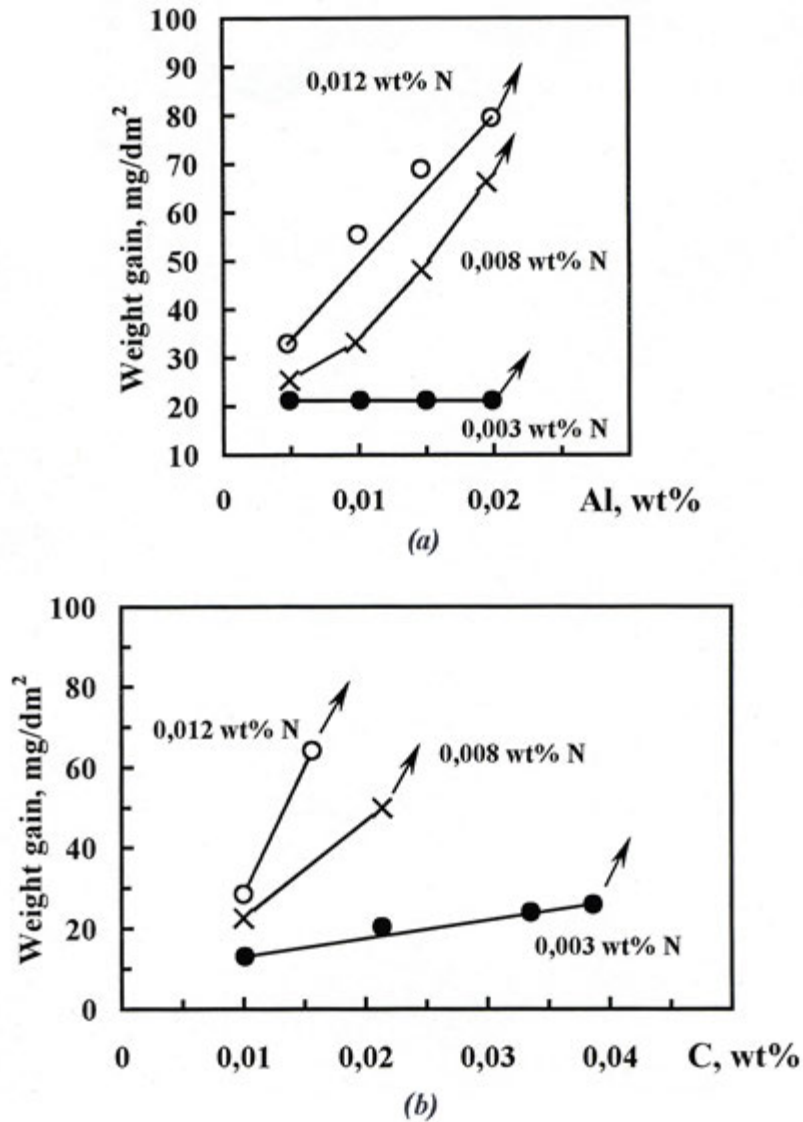 100
90
0,012 wt% N
80
70
60
Weight gain, mg/dm²
50
0,008 wt% N
40
30
20
0,003 wt% N
10
0
0,01
0,02
Al, wt%
(a)
100
80
0,012 wt% N
0,008 wt% N
60
Weight gain, mg/dm²
40
20
0,003 wt% N
0
0
0,01
0,02
0,03
0,04
C, wt%
(b)